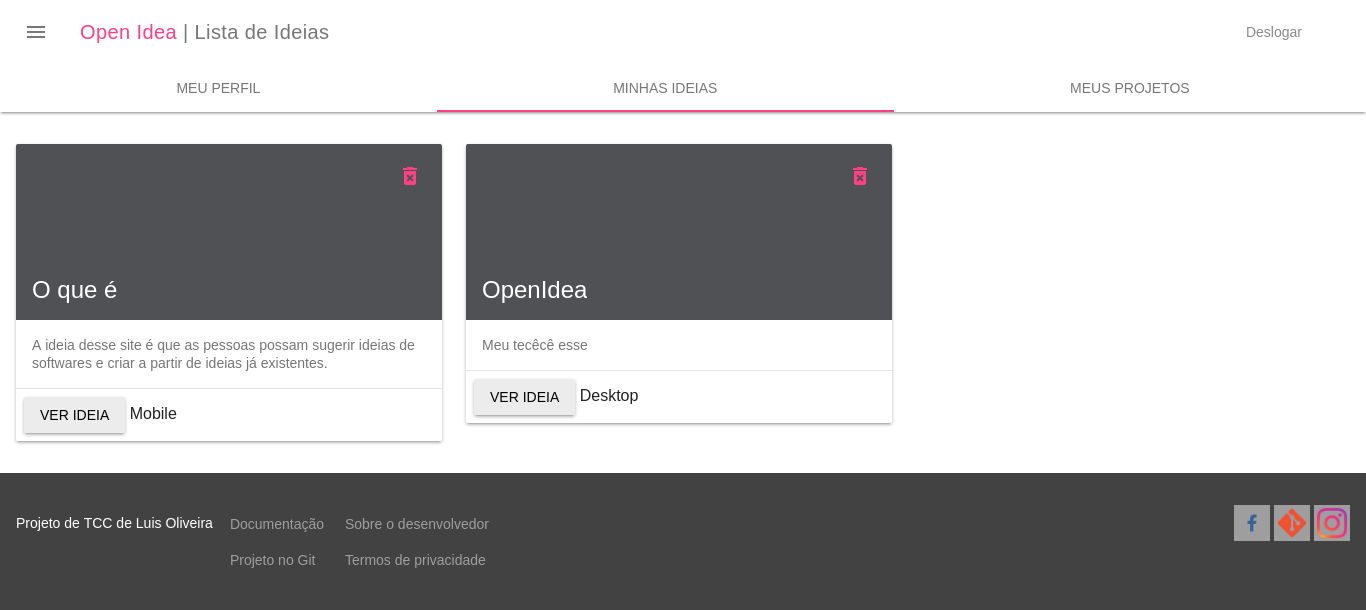 Open Idea | Lista de Ideias
Deslogar
MEU PERFIL
MINHAS IDEIAS
MEUS PROJETOS
O que é
A ideia desse site é que as pessoas possam sugerir ideias de
softwares e criar a partir de ideias já existentes.
VER IDEIA Mobile
OpenIdea
Meu tecêcê esse
VER IDEIA Desktop
Projeto de TCC de Luis Oliveira
Documentação
Sobre o desenvolvedor
Projeto no Git
Termos de privacidade